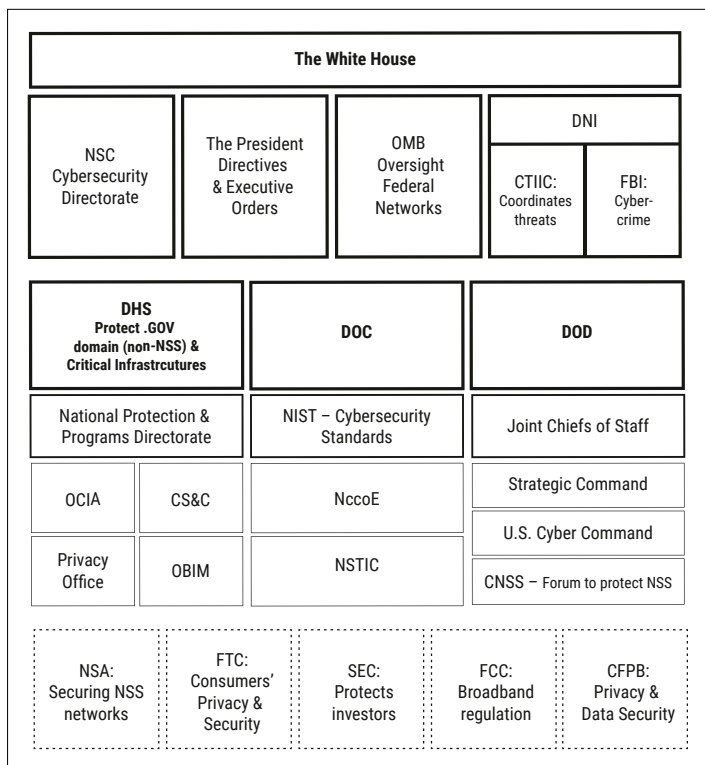 The White House
NSC
Cybersecurity
Directorate
The President
Directives
& Executive
Orders
OMB
Oversight
Federal
Networks
DNI
CTIIC:
Coordinates
threats
FBI:
Cyber-
crime
DHS
Protect .GOV
domain (non-NSS) &
Critical Infrastrcutures
DOC
DOD
National Protection &
Programs Directorate
NIST – Cybersecurity
Standards
Joint Chiefs of Staff
OCIA
CS&C
NccoE
Strategic Command
U.S. Cyber Command
Privacy
Office
OBIM
NSTIC
CNSS – Forum to protect NSS
NSA:
Securing NSS
networks
FTC:
Consumers’
Privacy &
Security
SEC:
Protects
investors
FCC:
Broadband
regulation
CFPB:
Privacy &
Data Security